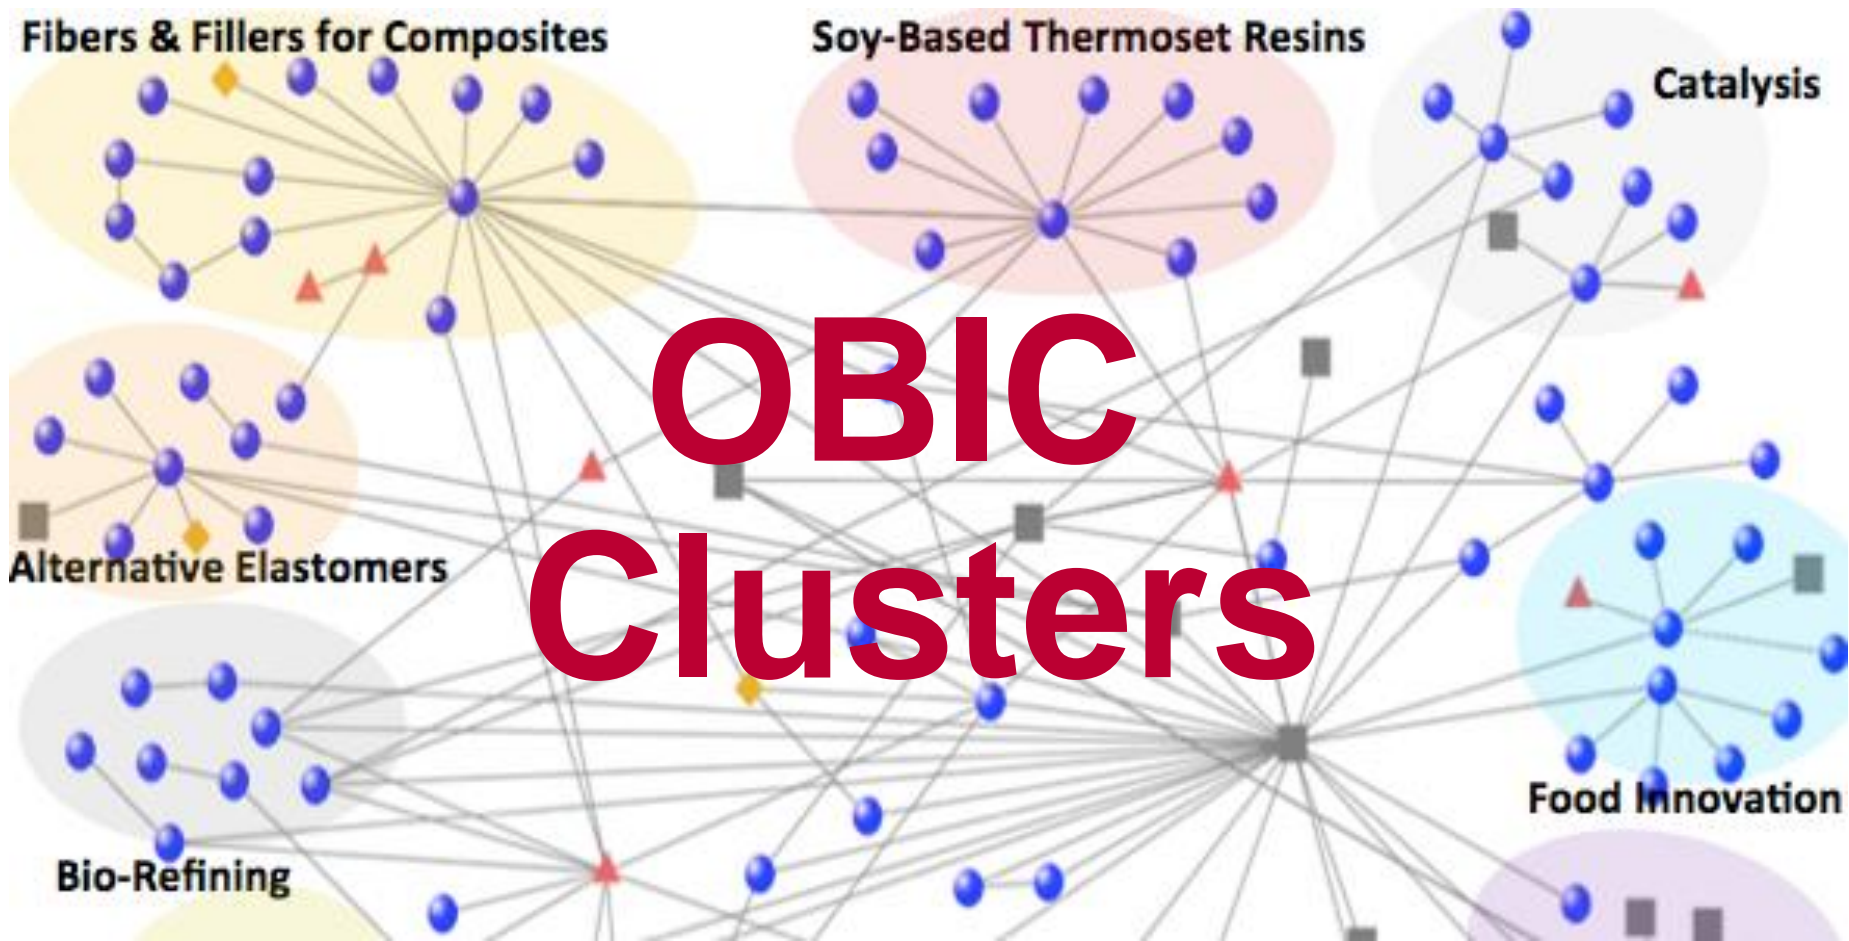 Fibers & Fillers for Composites
Soy-Based Thermoset Resins
Catalysis
OBIC
Clusters
Alternative Elastomers
Food Innovation
Bio-Refining